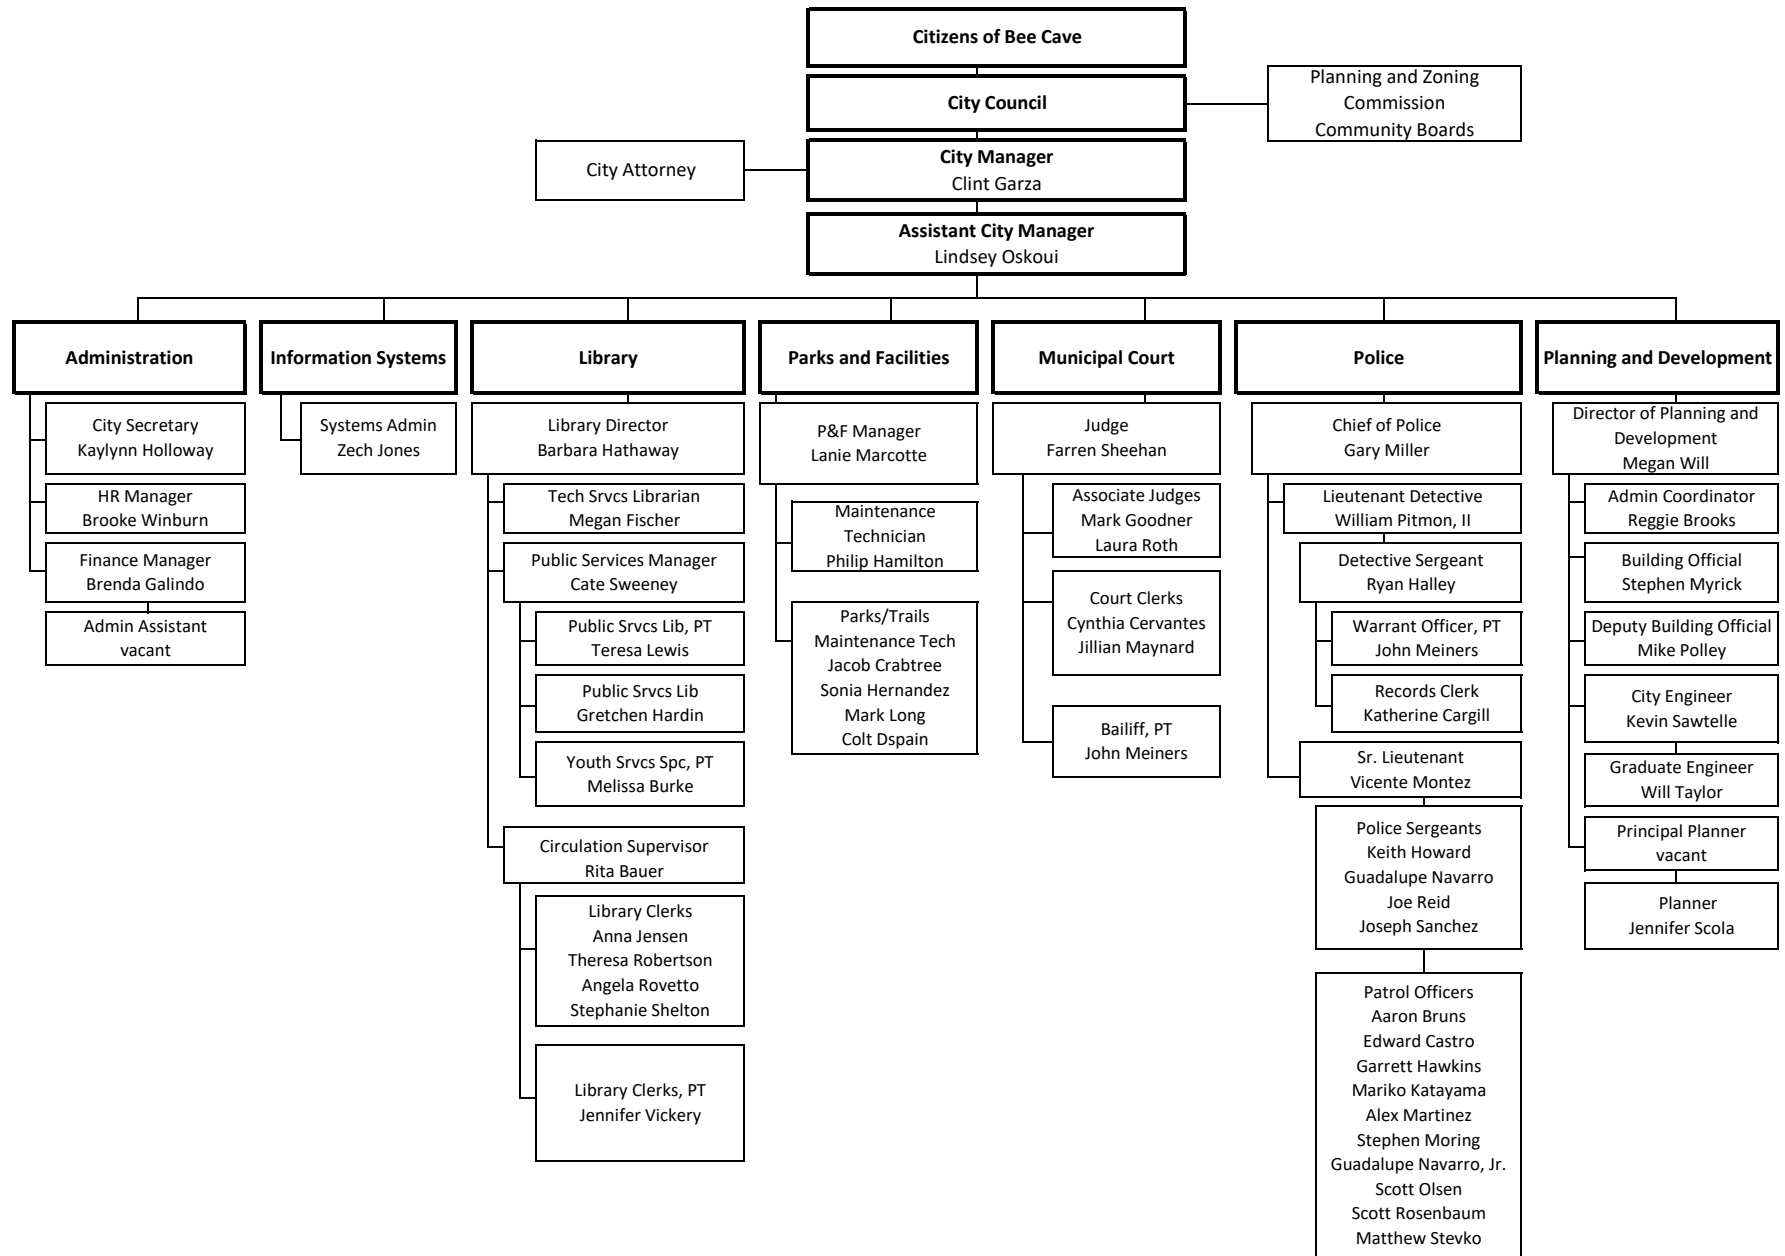 Citizens of Bee Cave
City Council
Planning and Zoning
Commission
Community Boards
City Attorney
City Manager
Clint Garza
Assistant City Manager
Lindsey Oskoui
Administration
City Secretary
Kaylynn Holloway
HR Manager
Brooke Winburn
Finance Manager
Brenda Galindo
Admin Assistant
vacant
Information Systems
Systems Admin
Zech Jones
Library
Library Director
Barbara Hathaway
Tech Srvcs Librarian
Megan Fischer
Public Services Manager
Cate Sweeney
Public Srvcs Lib, PT
Teresa Lewis
Public Srvcs Lib
Gretchen Hardin
Youth Srvcs Spc, PT
Melissa Burke
Circulation Supervisor
Rita Bauer
Library Clerks
Anna Jensen
Theresa Robertson
Angela Rovetto
Stephanie Shelton
Library Clerks, PT
Jennifer Vickery
Parks and Facilities
P&F Manager
Lanie Marcotte
Maintenance
Technician
Philip Hamilton
Parks/Trails
Maintenance Tech
Jacob Crabtree
Sonia Hernandez
Mark Long
Colt Dspain
Municipal Court
Judge
Farren Sheehan
Associate Judges
Mark Goodner
Laura Roth
Court Clerks
Cynthia Cervantes
Jillian Maynard
Bailiff, PT
John Meiners
Police
Chief of Police
Gary Miller
Lieutenant Detective
William Pitmon, II
Detective Sergeant
Ryan Halley
Warrant Officer, PT
John Meiners
Records Clerk
Katherine Cargill
Sr. Lieutenant
Vicente Montez
Police Sergeants
Keith Howard
Guadalupe Navarro
Joe Reid
Joseph Sanchez
Patrol Officers
Aaron Bruns
Edward Castro
Garrett Hawkins
Mariko Katayama
Alex Martinez
Stephen Moring
Guadalupe Navarro, Jr.
Scott Olsen
Scott Rosenbaum
Matthew Stevko
Planning and Development
Director of Planning and
Development
Megan Will
Admin Coordinator
Reggie Brooks
Building Official
Stephen Myrick
Deputy Building Official
Mike Polley
City Engineer
Kevin Sawtelle
Graduate Engineer
Will Taylor
Principal Planner
vacant
Planner
Jennifer Scola